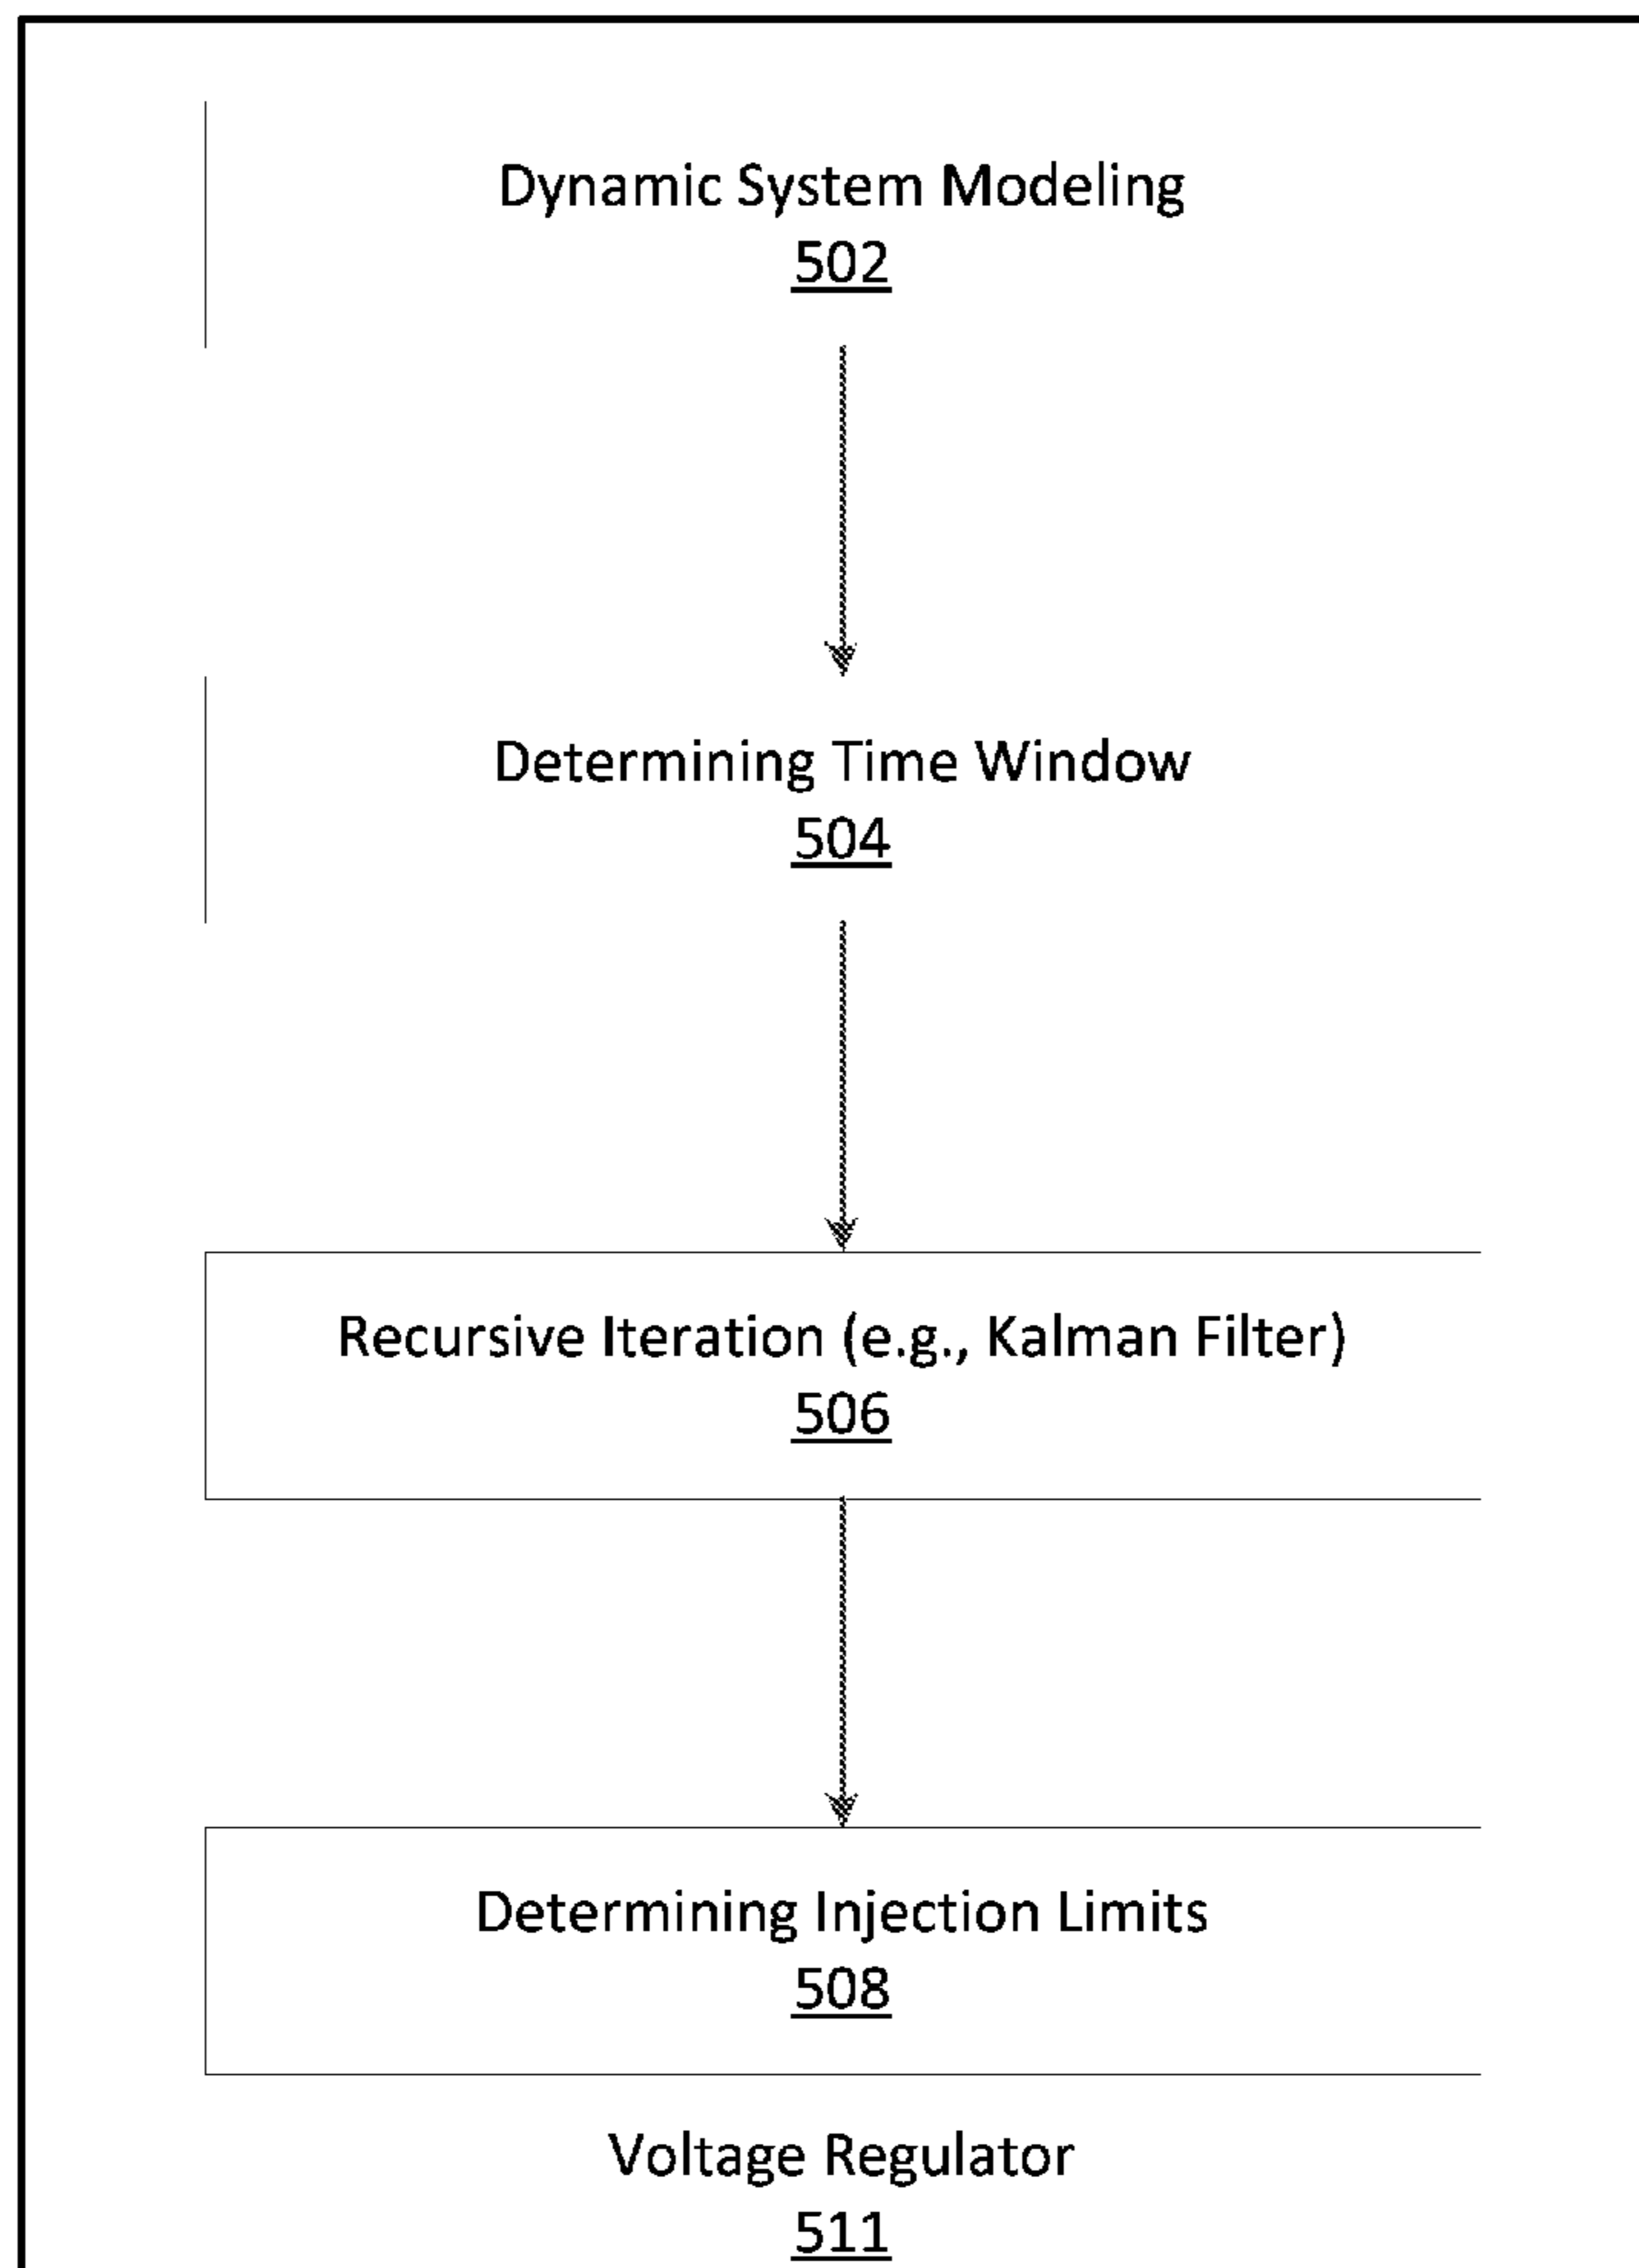 Dynamic System Modeling
502
Determining Time Window
504
Recursive Iteration (e.g., Kalman Filter)
506
Determining Injection Limits
508
Voltage Regulator
511